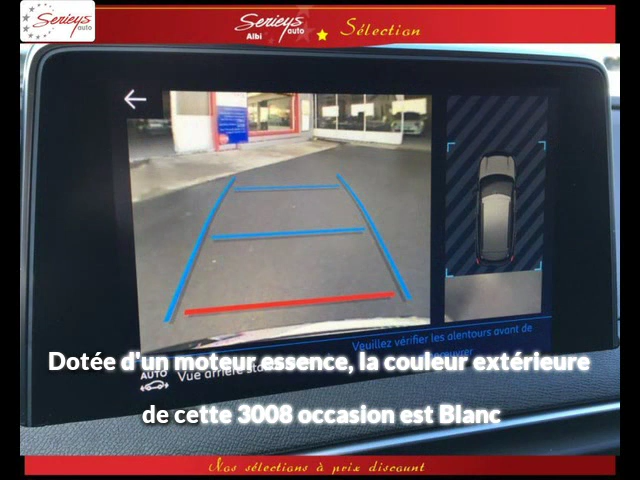 Serieys
auto
Serieys
Albi auto
Sélection
Veuillez vérifier les alentours avant de
Dotée d'un moteur essence, la couleur extérieure
AUTO
Vue arrière
de cette 3008 occasion est Blanc
Nos sélections à prix discount